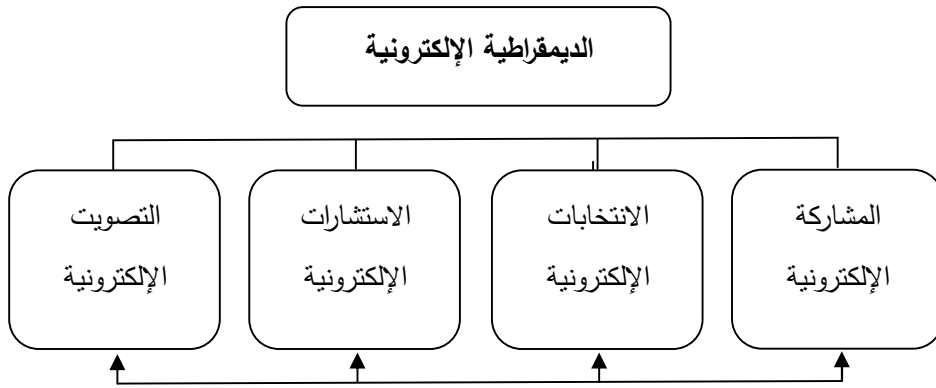 الديمقراطية الإلكترونية
المشاركة
الإلكترونية
الانتخابات
الإلكترونية
الاستشارات
الإلكترونية
التصويت
الإلكترونية